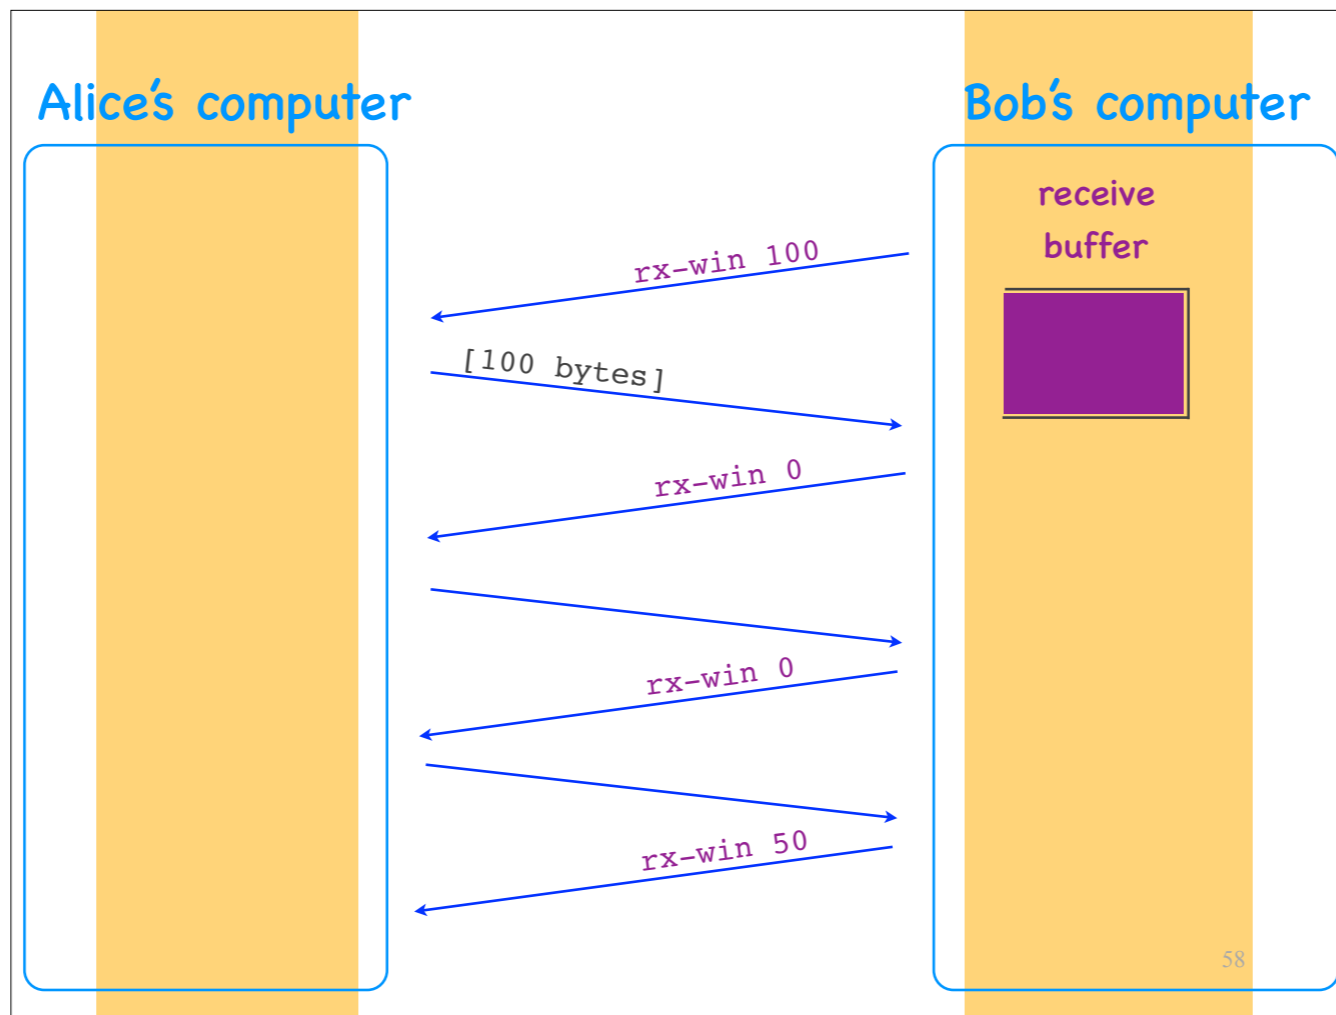 Alice's computer
Bob's computer
receive
buffer
rx-win 100
[100 bytes]
rx-win 0
rx-win 0
rx-win 50
58